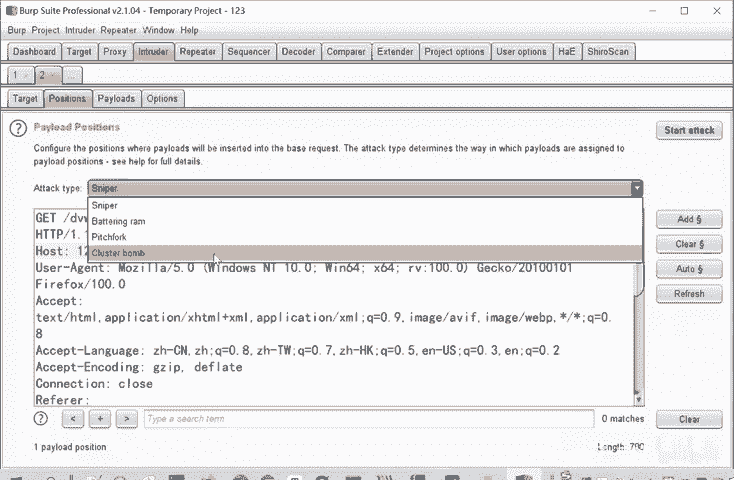 Burp Suite Professional v2.1.04 - Temporary Project - 123
Burp Project Intruder Repeater Window Help
Dashboard Target Proxy Intruder Repeater Sequencer Decoder Comparer Extender Project options User options HaE ShiroScan
1 2 ...
Target Positions Payloads Options
? Payload Positions
Start attack
Configure the positions where payloads will be inserted into the base request. The attack type determines the way in which payloads are assigned to
payload positions - see help for full details.
Attack type: Sniper
Sniper
Battering ram
Pitchfork
Cluster bomb
GET /dvw
HTTP/1.
Host: 12
User-Agent: Mozilla/5.0 (Windows NT 10.0; Win64; x64; rv:100.0) Gecko/20100101
Firefox/100.0
Accept:
text/html,application/xhtml+xml,application/xml;q=0.9,image/avif,image/webp,*/*;q=0.
8
Accept-Language: zh-CN,zh;q=0.8,zh-TW;q=0.7,zh-HK;q=0.5,en-US;q=0.3,en;q=0.2
Accept-Encoding: gzip, deflate
Connection: close
Referer:
Add §
Clear §
Auto §
Refresh
? < + > Type a search term 0 matches Clear
1 payload position Length: 790